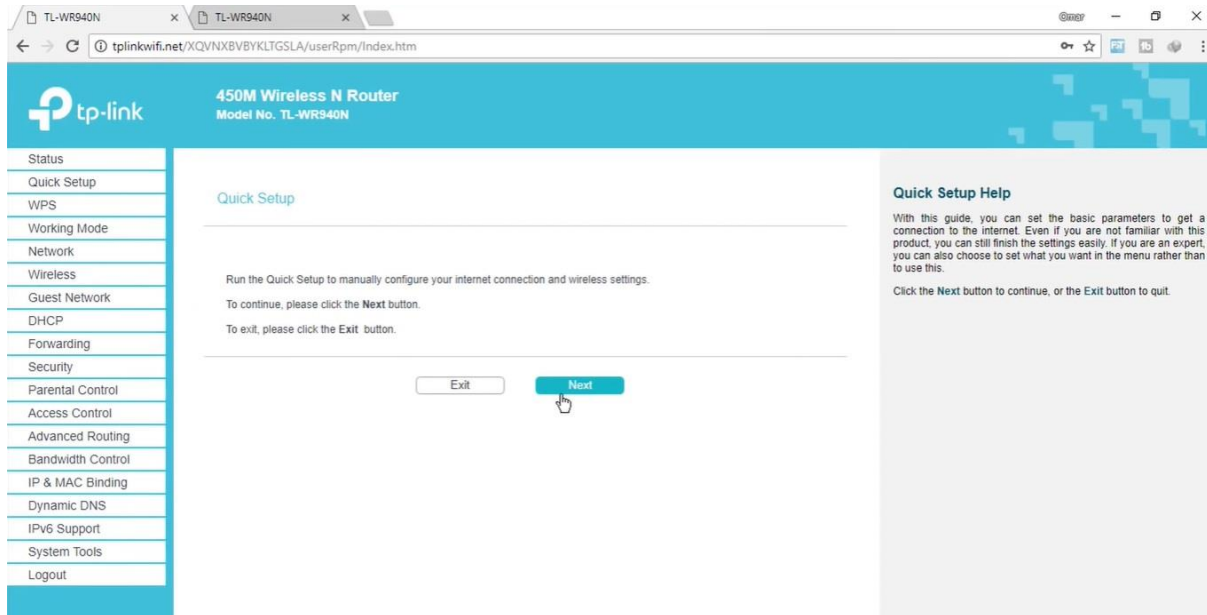 TL-WR940N
TL-WR940N
Omar
tplinkwifi.net/XQVNXBVBYKLTGSLA/userRpm/Index.htm
tp-link
450M Wireless N Router
Model No. TL-WR940N
Status
Quick Setup
WPS
Working Mode
Network
Wireless
Guest Network
DHCP
Forwarding
Security
Parental Control
Access Control
Advanced Routing
Bandwidth Control
IP & MAC Binding
Dynamic DNS
IPv6 Support
System Tools
Logout
Quick Setup
Run the Quick Setup to manually configure your internet connection and wireless settings.
To continue, please click the Next button.
To exit, please click the Exit button.
Exit
Next
Quick Setup Help
With this guide, you can set the basic parameters to get a
connection to the internet. Even if you are not familiar with this
product, you can still finish the settings easily. If you are an expert,
you can also choose to set what you want in the menu rather than
to use this.
Click the Next button to continue, or the Exit button to quit.